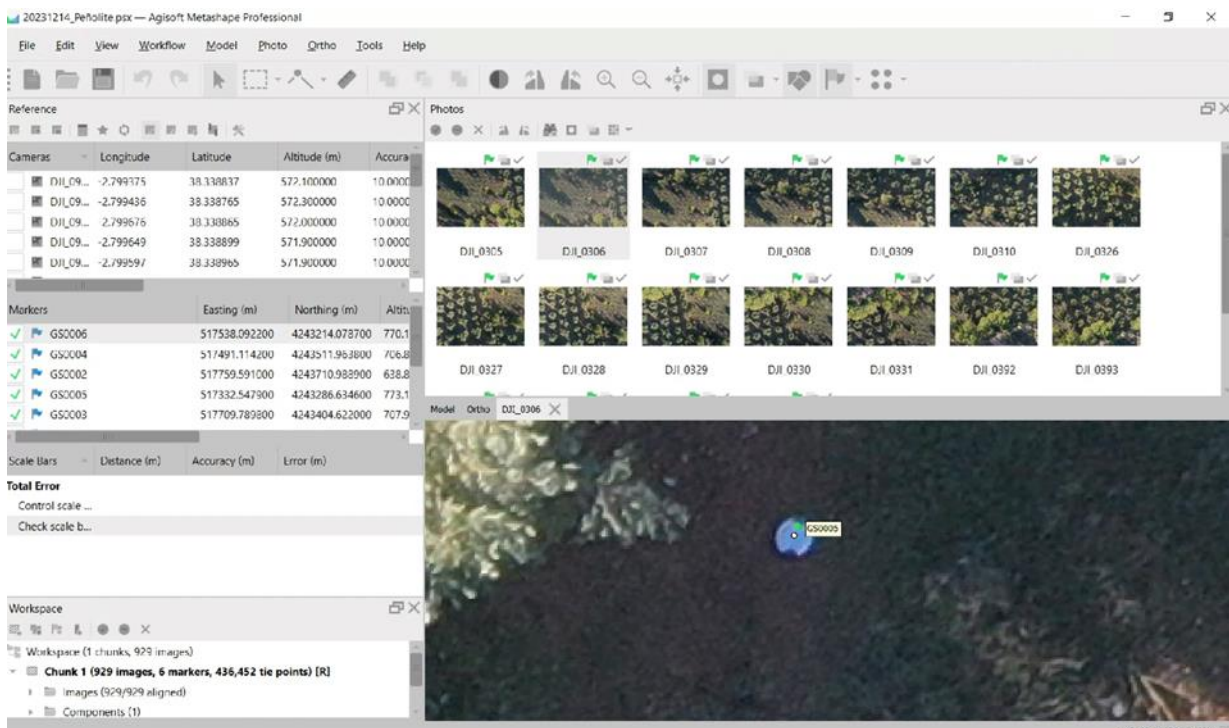 20231214_Peñolite.psx — Agisoft Metashape Professional
File Edit View Workflow Model Photo Ortho Tools Help
Reference
Cameras Longitude Latitude Altitude (m) Accura
DJI_09... -2.799375 38.338837 572.100000 10.0000
DJI_09... -2.799436 38.338765 572.300000 10.0000
DJI_09... 2.799676 38.338865 572.000000 10.0000
DJI_09... -2.799649 38.338899 571.900000 10.0000
DJI_09... -2.799597 38.338965 571.900000 10.0000
Markers Easting (m) Northing (m) Altitu
GS0006 517538.092200 4243214.078700 770.1
GS0004 517491.114200 4243511.963800 706.8
GS0002 517759.591000 4243710.988900 638.8
GS0005 517332.547900 4243286.634600 773.1
GS0003 517709.789800 4243404.622000 707.9
Scale Bars Distance (m) Accuracy (m) Error (m)
Total Error
Control scale ...
Check scale b...
Workspace
Workspace (1 chunks, 929 images)
Chunk 1 (929 images, 6 markers, 436,452 tie points) [R]
Images (929/929 aligned)
Components (1)
Photos
DJI_0305 DJI_0306 DJI_0307 DJI_0308 DJI_0309 DJI_0310 DJI_0326
DJI_0327 DJI_0328 DJI_0329 DJI_0330 DJI_0331 DJI_0392 DJI_0393
Model Ortho DJI_0306
GS0005